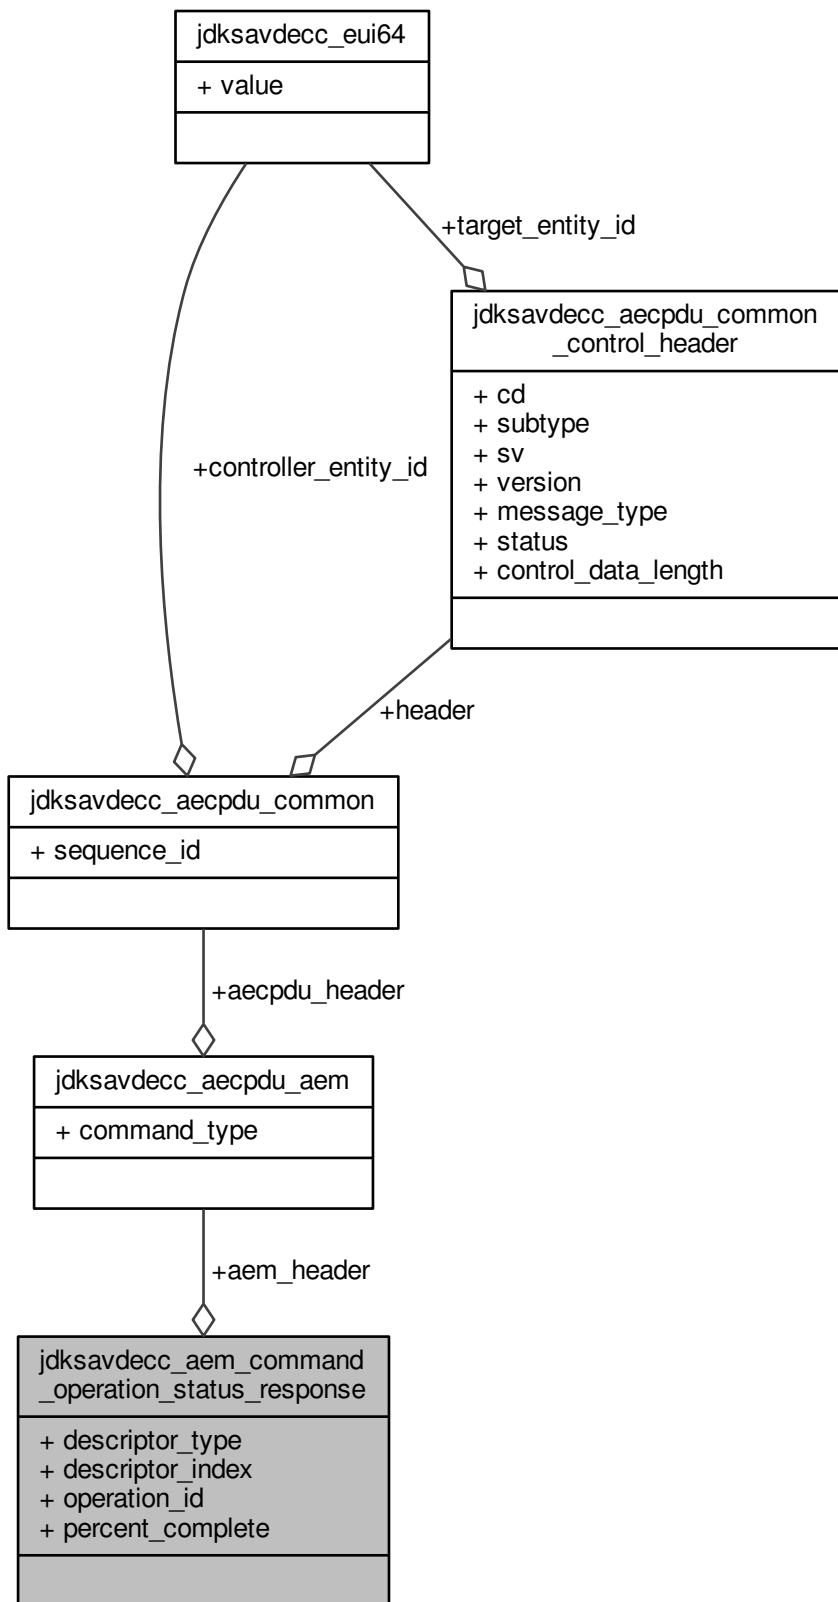 jdksavdecc_eui64
+ value
+target_entity_id
jdksavdecc_aecpdu_common
_control_header
+ cd
+ subtype
+ sv
+ version
+ message_type
+ status
+ control_data_length
+controller_entity_id
+header
jdksavdecc_aecpdu_common
+ sequence_id
+aecpdu_header
jdksavdecc_aecpdu_aem
+ command_type
+aem_header
jdksavdecc_aem_command
_operation_status_response
+ descriptor_type
+ descriptor_index
+ operation_id
+ percent_complete